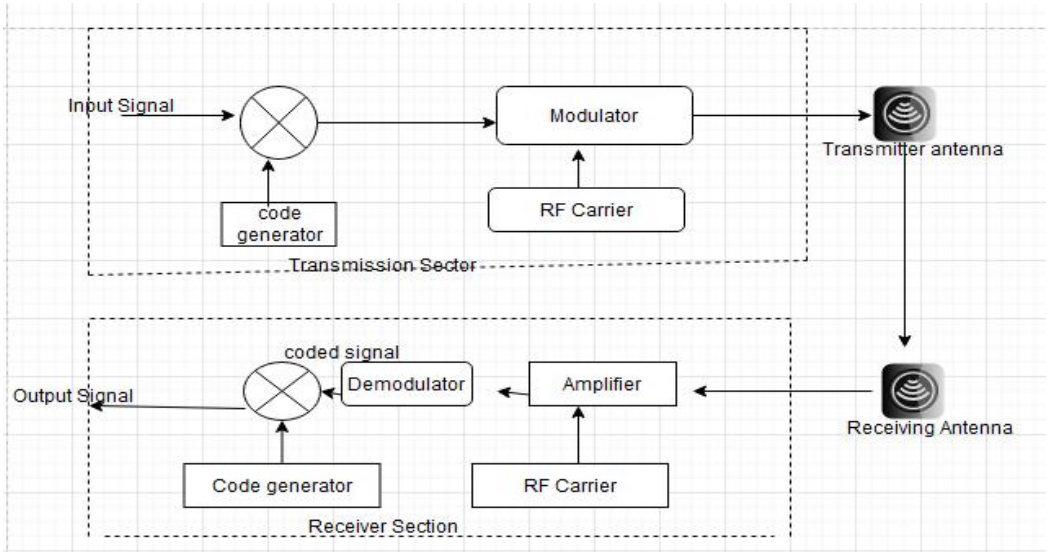 Input Signal
Modulator
Transmitter antenna
code
generator
RF Carrier
Transmission Sector
coded signal
Demodulator
Amplifier
Output Signal
Receiving Antenna
Code generator
RF Carrier
Receiver Section